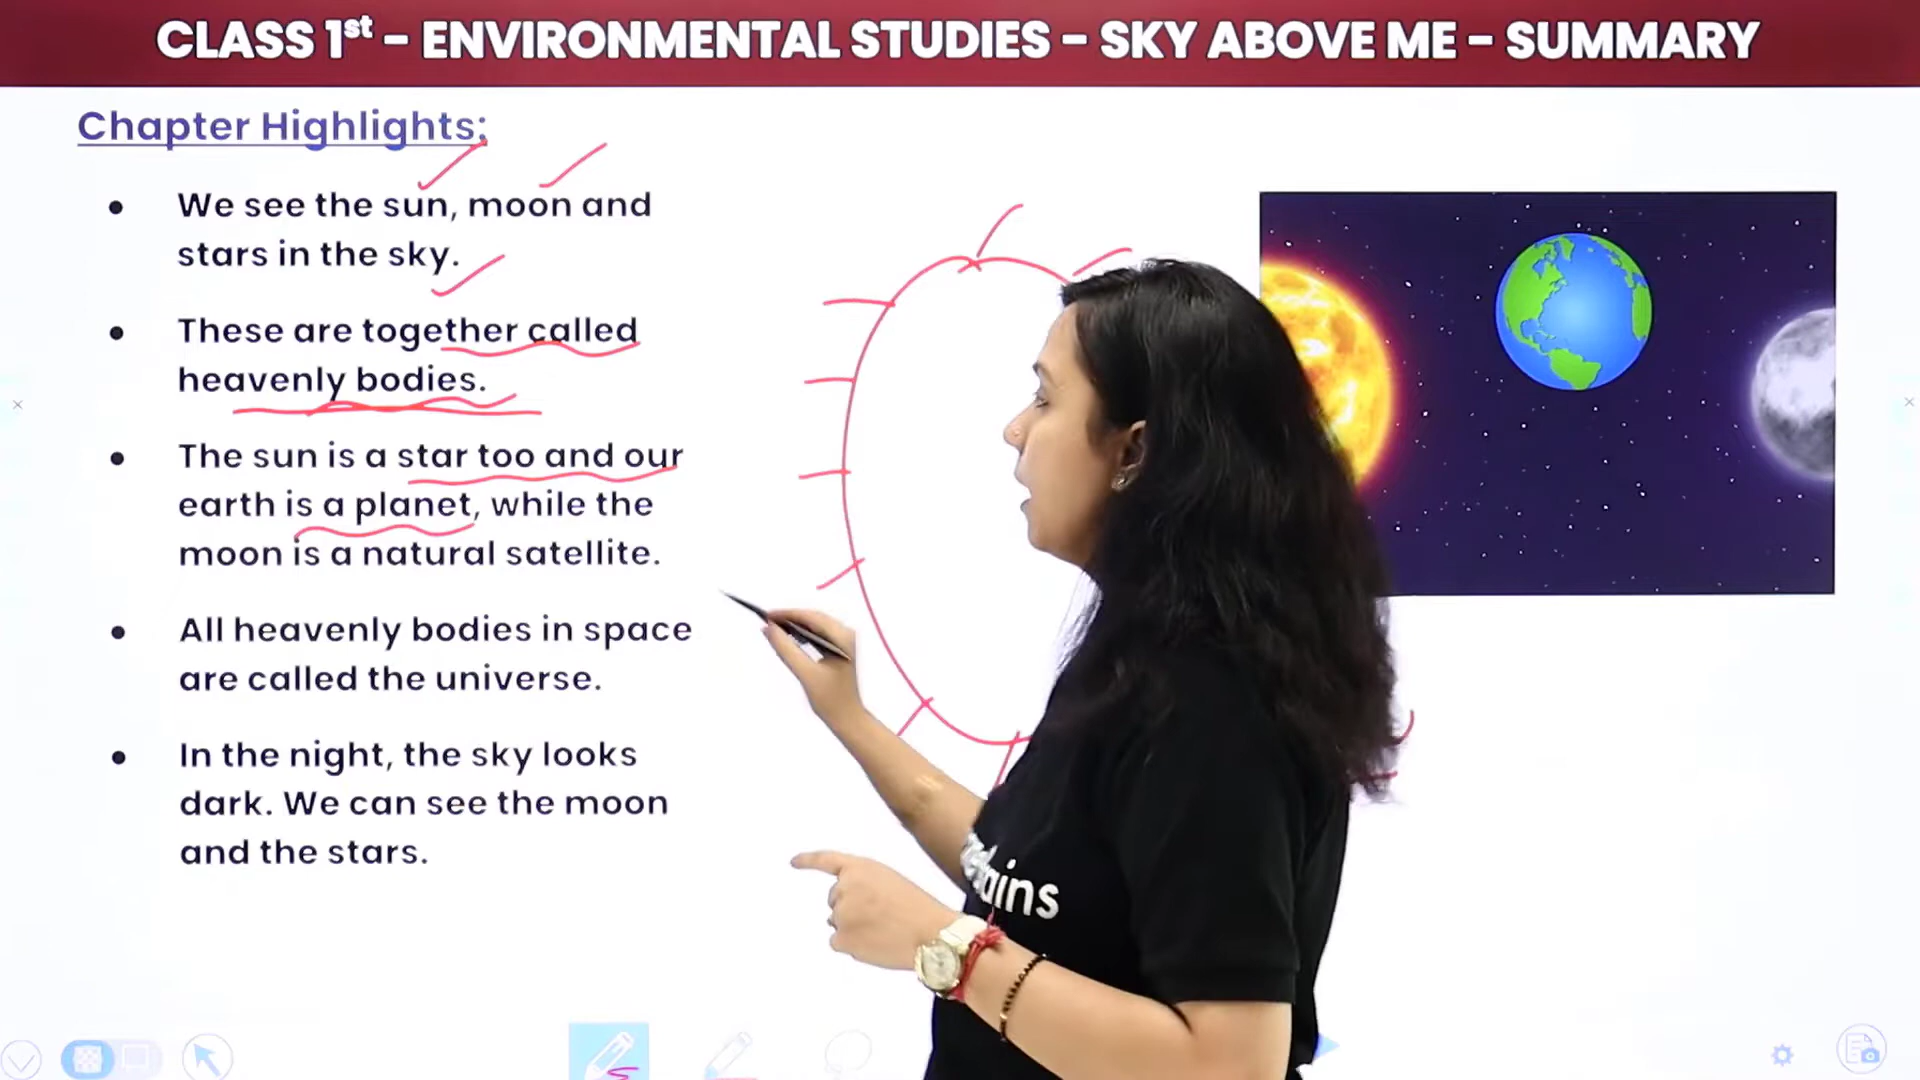 CLASS 1st – ENVIRONMENTAL STUDIES – SKY ABOVE ME – SUMMARY
Chapter Highlights:
• We see the sun, moon and
stars in the sky.
• These are together called
heavenly bodies.
• The sun is a star too and our
earth is a planet, while the
moon is a natural satellite.
• All heavenly bodies in space
are called the universe.
• In the night, the sky looks
dark. We can see the moon
and the stars.